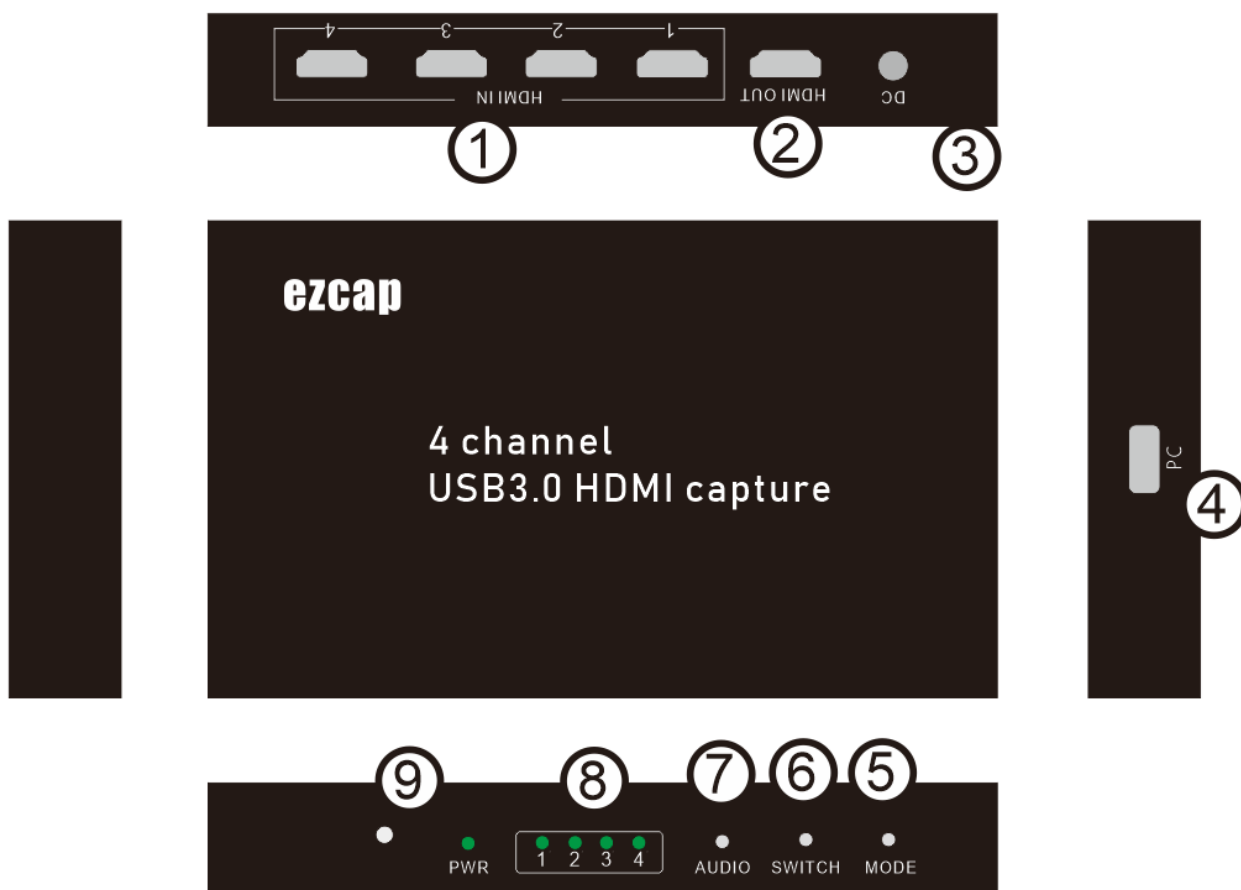 4 3 2 1
HDMI IN HDMI OUT DC
① ② ③
ezcap
4 channel
USB3.0 HDMI capture
PC
④
⑨ ⑧ ⑦ ⑥ ⑤
PWR 1 2 3 4 AUDIO SWITCH MODE